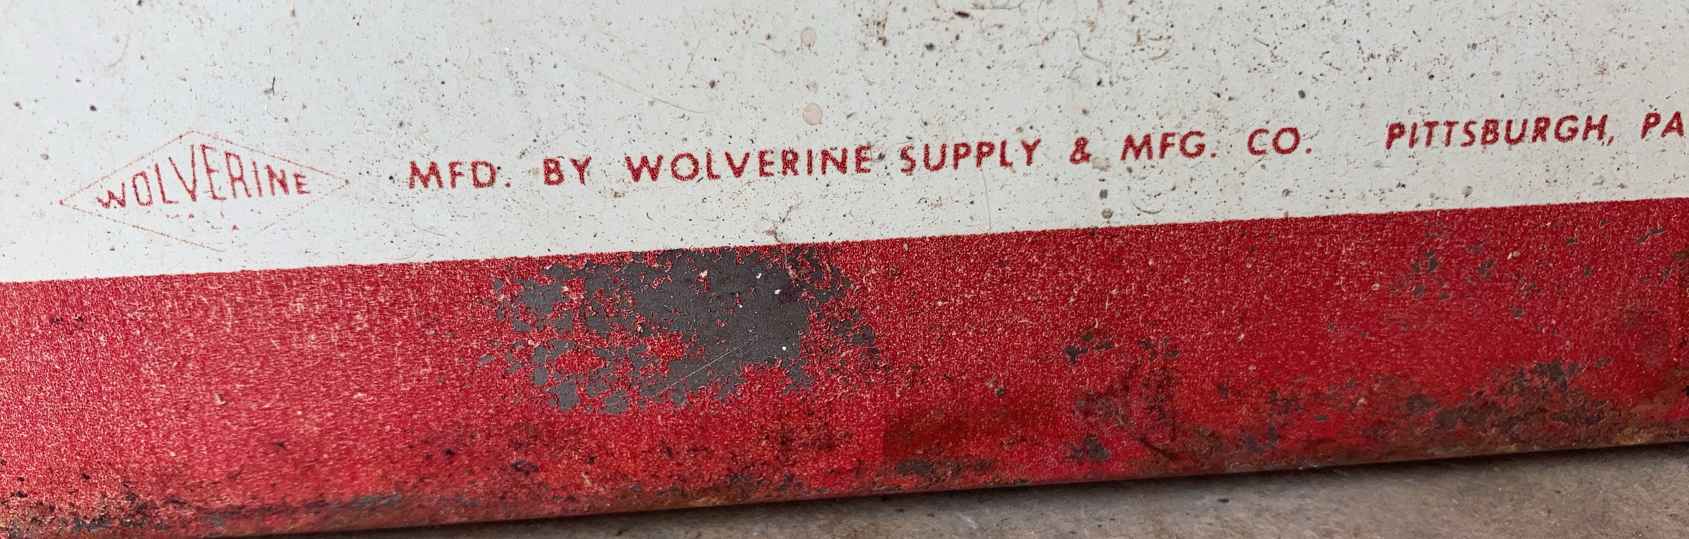 WOLVERINE
MFD. BY WOLVERINE SUPPLY & MFG. CO. PITTSBURGH, PA